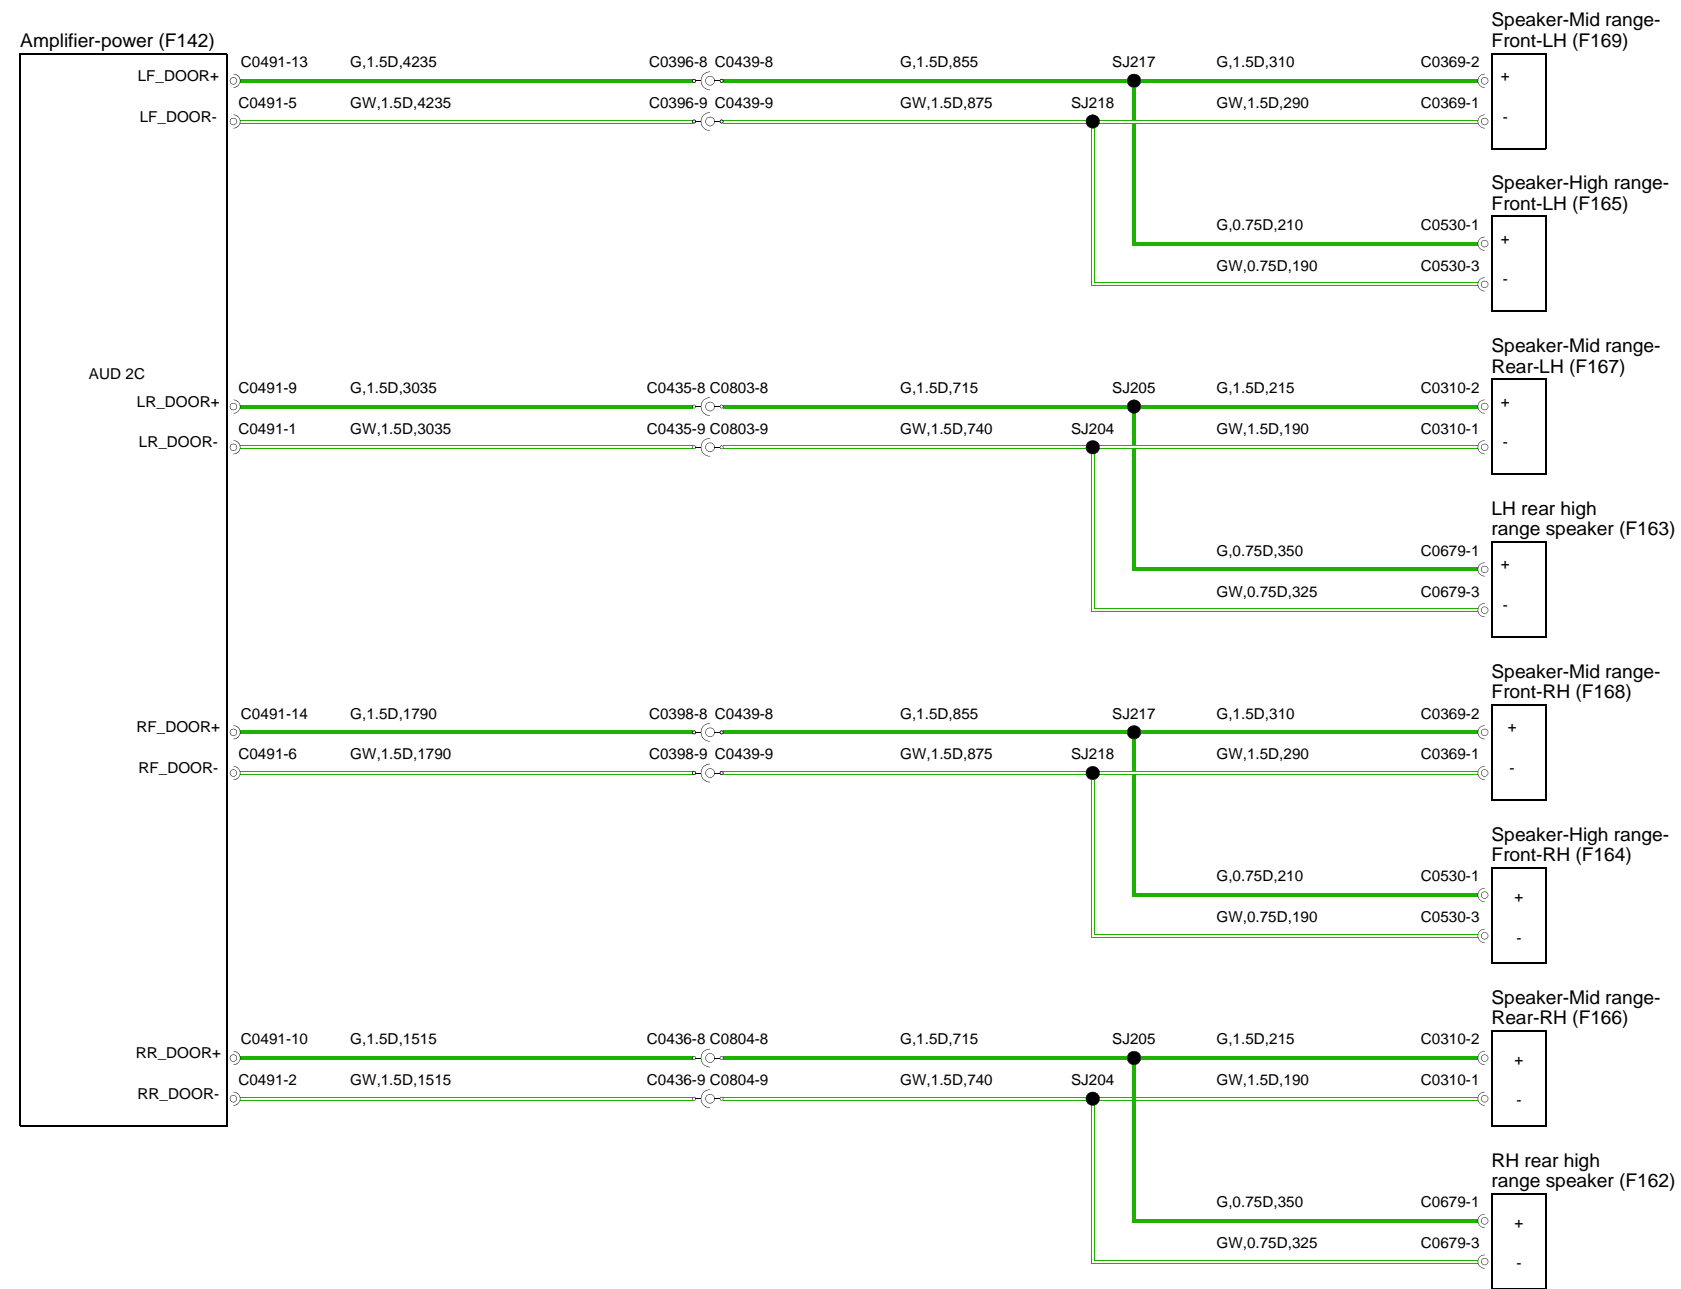 Speaker-Mid range-
Front-LH (F169)
Amplifier-power (F142)
C0491-13 G,1.5D,4235 C0396-8 C0439-8 G,1.5D,855 SJ217 G,1.5D,310 C0369-2
LF_DOOR+ +
C0491-5 GW,1.5D,4235 C0396-9 C0439-9 GW,1.5D,875 SJ218 GW,1.5D,290 C0369-1
LF_DOOR- -
Speaker-High range-
Front-LH (F165)
G,0.75D,210 C0530-1
+
GW,0.75D,190 C0530-3
-
Speaker-Mid range-
Rear-LH (F167)
AUD 2C
C0491-9 G,1.5D,3035 C0435-8 C0803-8 G,1.5D,715 SJ205 G,1.5D,215 C0310-2
LR_DOOR+ +
C0491-1 GW,1.5D,3035 C0435-9 C0803-9 GW,1.5D,740 SJ204 GW,1.5D,190 C0310-1
LR_DOOR- -
LH rear high
range speaker (F163)
G,0.75D,350 C0679-1
+
GW,0.75D,325 C0679-3
-
Speaker-Mid range-
Front-RH (F168)
C0491-14 G,1.5D,1790 C0398-8 C0439-8 G,1.5D,855 SJ217 G,1.5D,310 C0369-2
RF_DOOR+ +
C0491-6 GW,1.5D,1790 C0398-9 C0439-9 GW,1.5D,875 SJ218 GW,1.5D,290 C0369-1
RF_DOOR- -
Speaker-High range-
Front-RH (F164)
G,0.75D,210 C0530-1
+
GW,0.75D,190 C0530-3
-
Speaker-Mid range-
Rear-RH (F166)
C0491-10 G,1.5D,1515 C0436-8 C0804-8 G,1.5D,715 SJ205 G,1.5D,215 C0310-2
RR_DOOR+ +
C0491-2 GW,1.5D,1515 C0436-9 C0804-9 GW,1.5D,740 SJ204 GW,1.5D,190 C0310-1
RR_DOOR- -
RH rear high
range speaker (F162)
G,0.75D,350 C0679-1
+
GW,0.75D,325 C0679-3
-